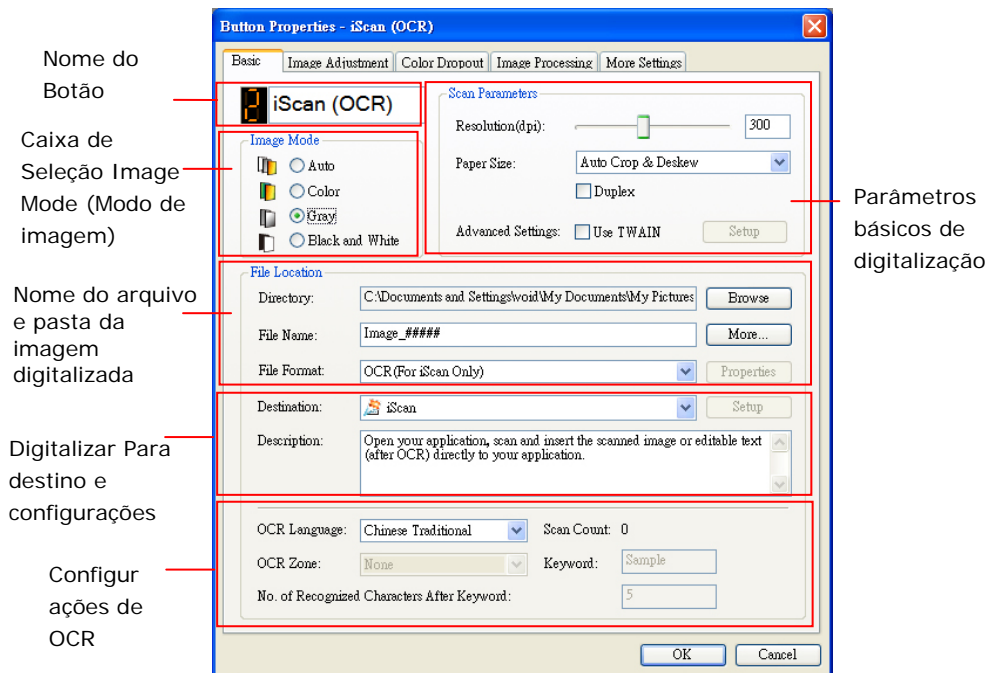 Button Properties - iScan (OCR)
Basic Image Adjustment Color Dropout Image Processing More Settings
Nome do
Botão
2 iScan (OCR)
Caixa de
Seleção Image
Mode (Modo de
imagem)
Image Mode
Auto
Color
Gray
Black and White
Scan Parameters
Resolution(dpi): 300
Paper Size: Auto Crop & Deskew
Duplex
Advanced Settings: Use TWAIN Setup
Parâmetros
básicos de
digitalização
Nome do arquivo
e pasta da
imagem
digitalizada
File Location
Directory: C:\Documents and Settings\void\My Documents\My Pictures Browse
File Name: Image_##### More...
File Format: OCR(For iScan Only) Properties
Digitalizar Para
destino e
configurações
Destination: iScan Setup
Description: Open your application, scan and insert the scanned image or editable text
(after OCR) directly to your application.
Configur
ações de
OCR
OCR Language: Chinese Traditional Scan Count: 0
OCR Zone: None Keyword: Sample
No. of Recognized Characters After Keyword: 5
OK Cancel